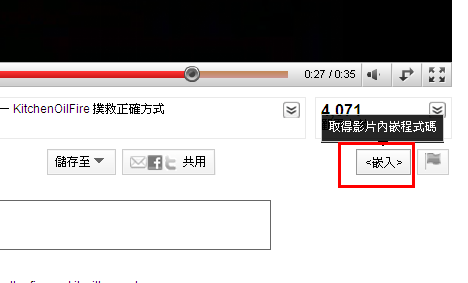 0:27 / 0:35
一 KitchenOilFire 撲救正確方式
4,071
取得影片內嵌程式碼
儲存至
共用
<嵌入>